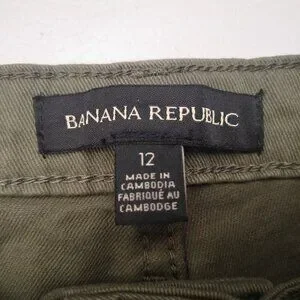 BANANA REPUBLIC
12
MADE IN
CAMBODIA
FABRIQUÉ AU
CAMBODGE